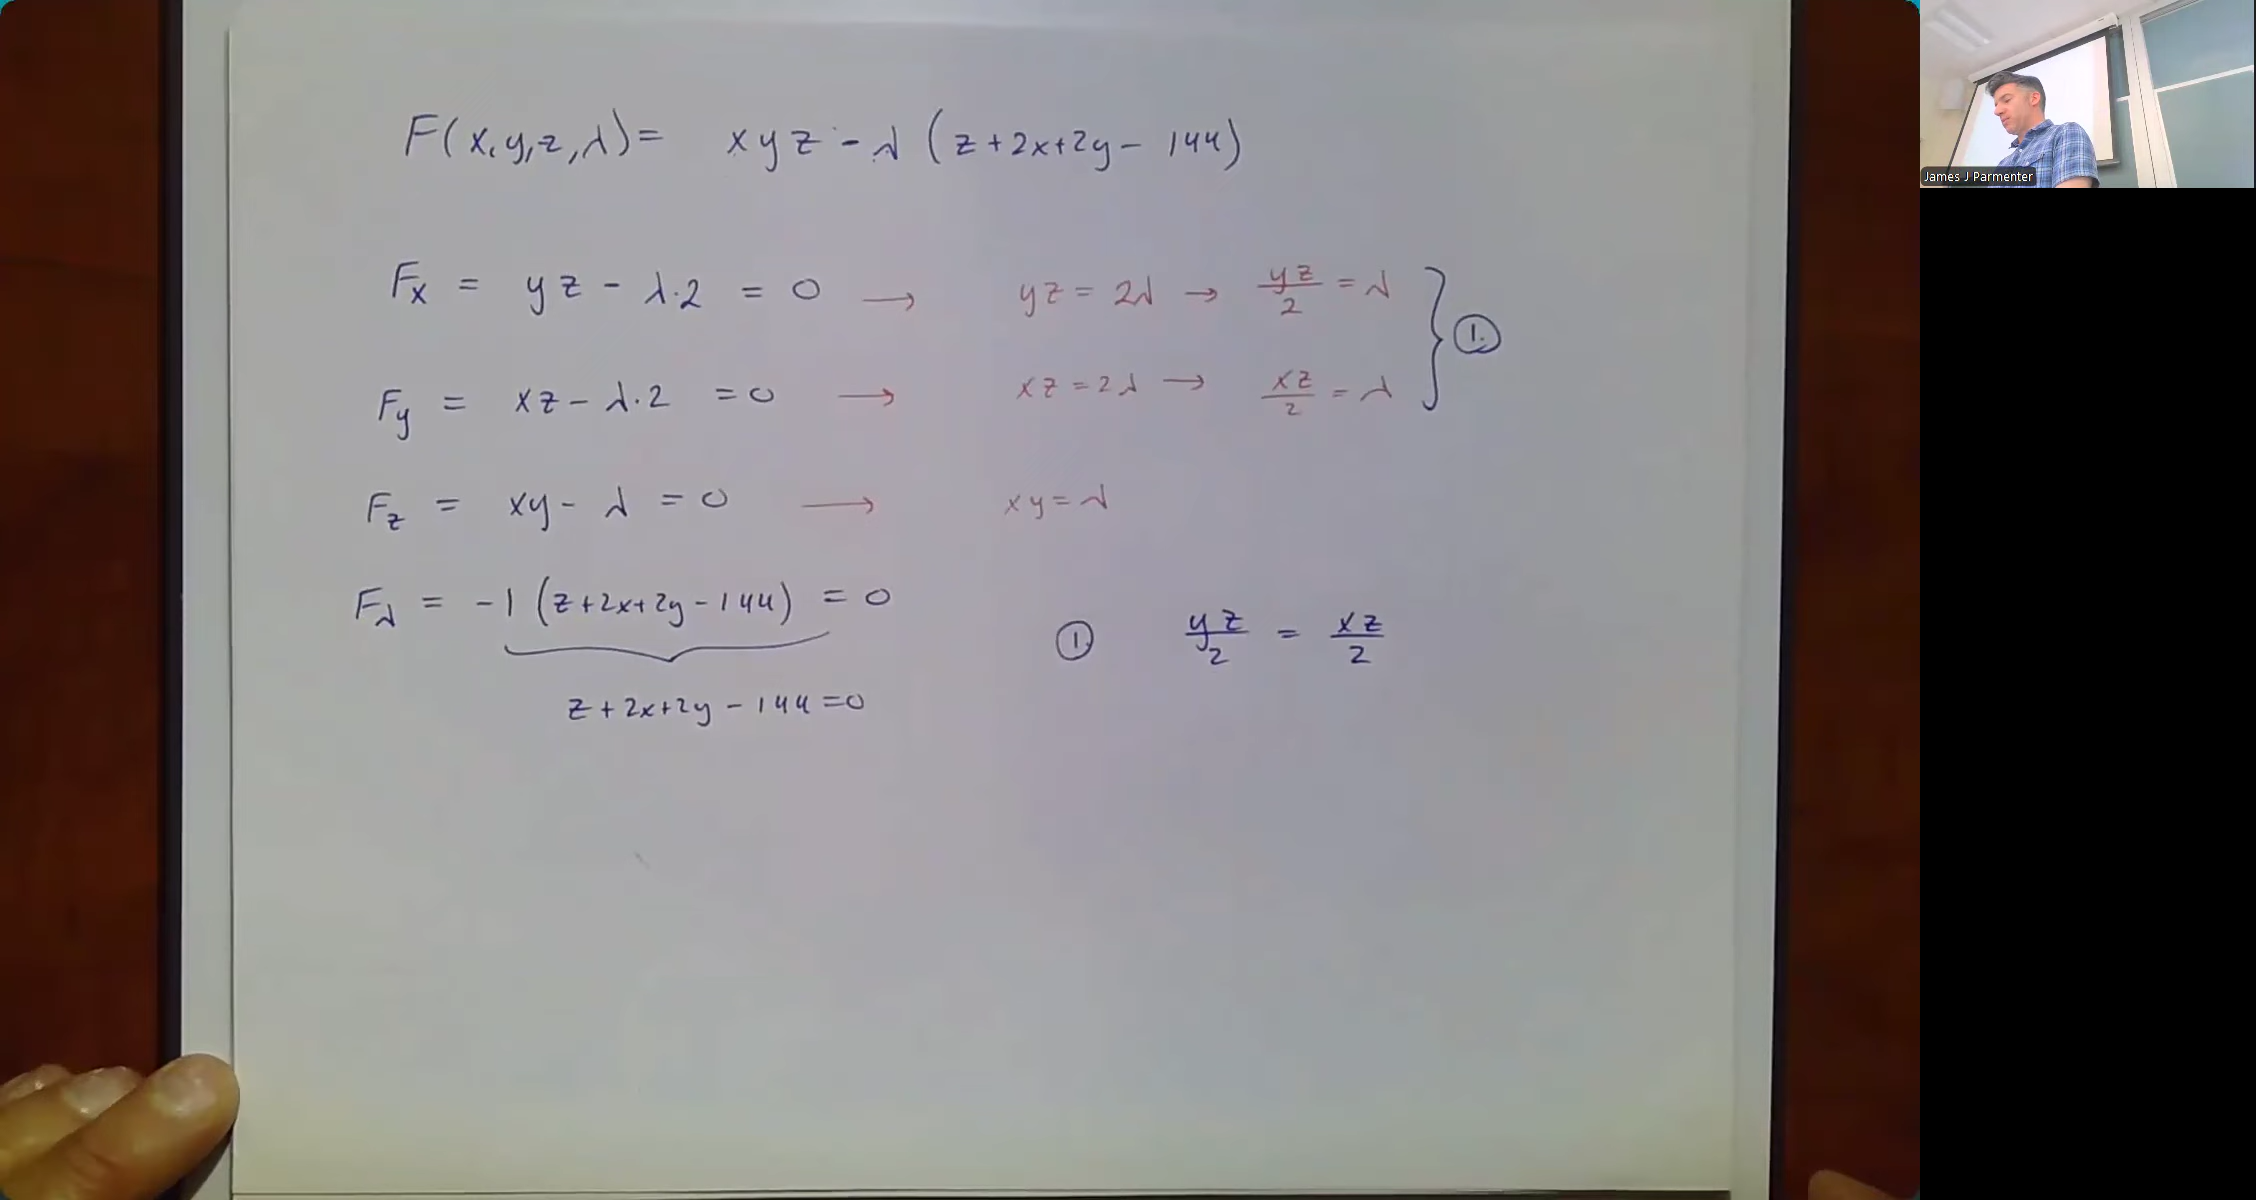 F(x,y,z,λ)= xyz - λ (z+2x+2y- 144)
Fx = yz - λ·2 = 0 → yz = 2λ → yz/2 = λ
①
Fy = xz - λ·2 = 0 → xz = 2λ → xz/2 = λ
Fz = xy - λ = 0 → xy = λ
Fλ = -1 (z+2x+2y-144) = 0
① yz/2 = xz/2
z+2x+2y-144=0
James J Parmenter